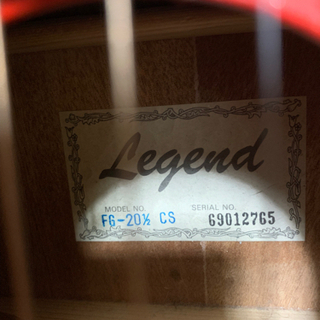 Legend
MODEL NO. SERIAL NO.
FG-20½ CS 69012765